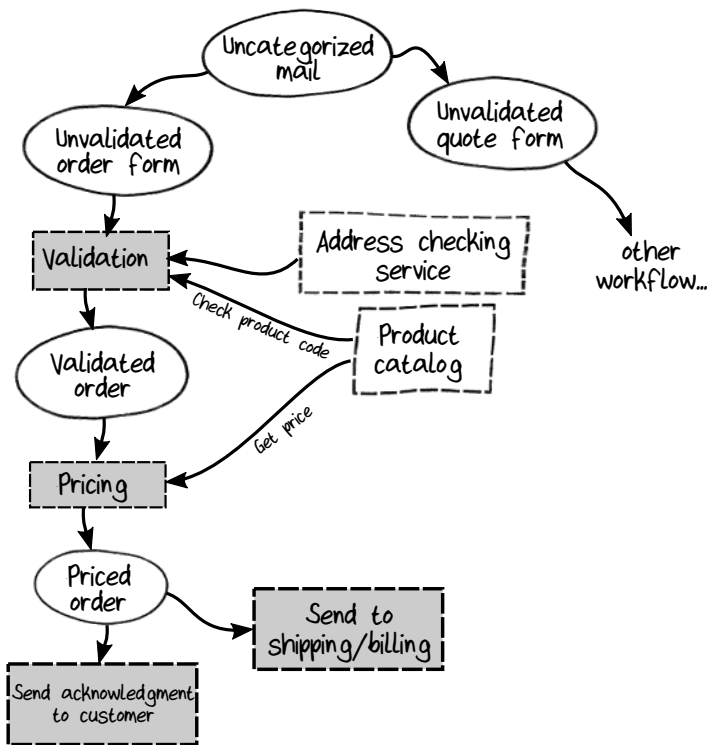 Uncategorized
mail
Unvalidated
order form
Unvalidated
quote form
Validation
Address checking
service
other
workflow...
Check product code
Product
catalog
Validated
order
Get price
Pricing
Priced
order
Send to
shipping/billing
Send acknowledgment
to customer